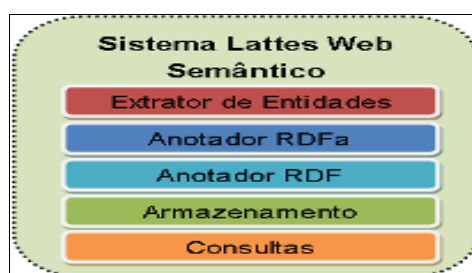 Sistema Lattes Web
Semântico
Extrator de Entidades
Anotador RDFa
Anotador RDF
Armazenamento
Consultas